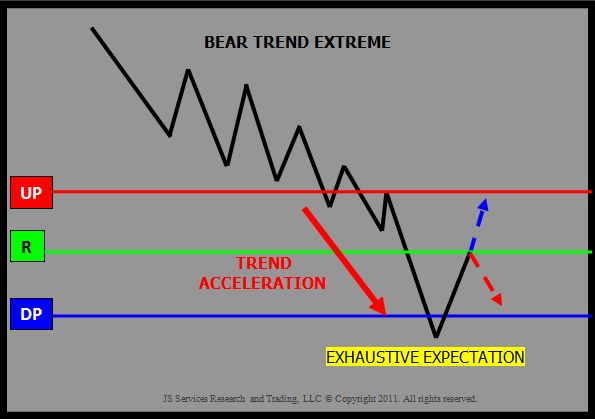 BEAR TREND EXTREME
UP
R
TREND
ACCELERATION
DP
EXHAUSTIVE EXPECTATION
JS Services Research and Trading, LLC © Copyright 2011. All rights reserved.